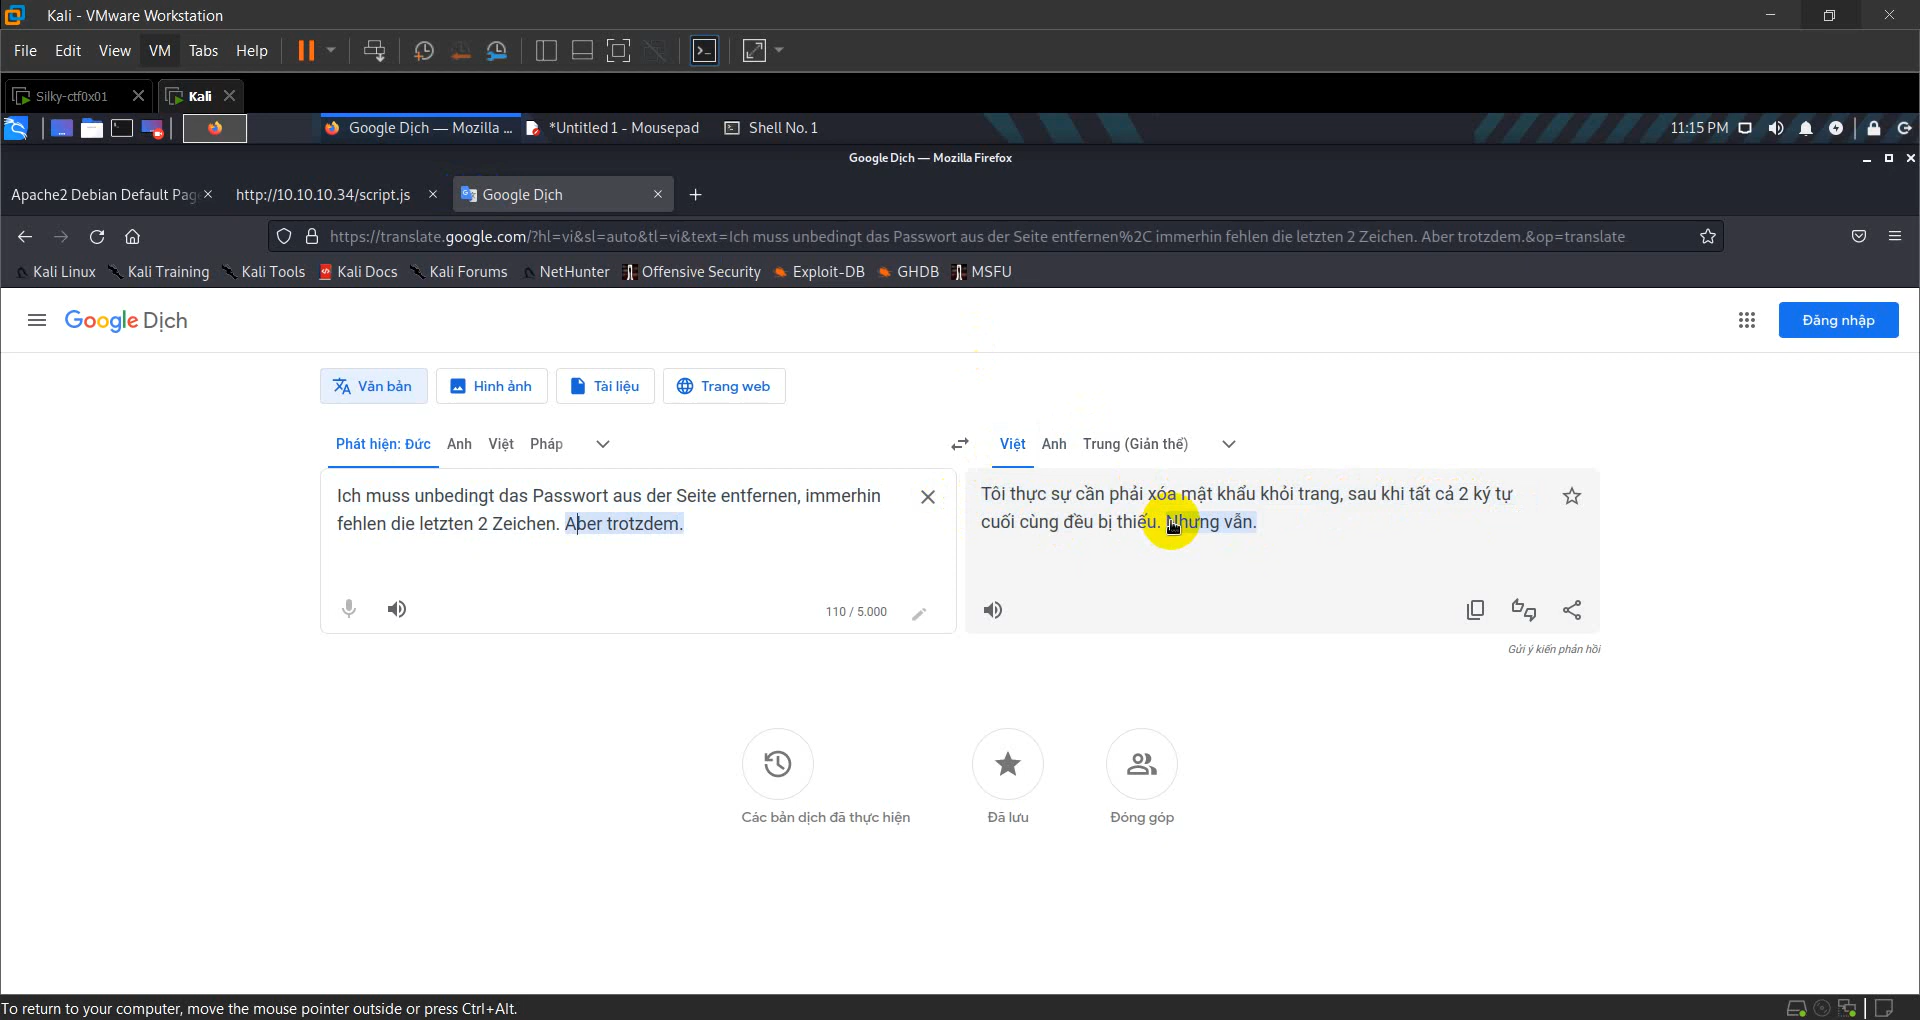 Kali - VMware Workstation
File Edit View VM Tabs Help
Silky-ctf0x01 Kali
Google Dịch — Mozilla ... *Untitled 1 - Mousepad Shell No. 1 11:15 PM
Google Dịch — Mozilla Firefox
Apache2 Debian Default Pag http://10.10.10.34/script.js Google Dịch
https://translate.google.com/?hl=vi&sl=auto&tl=vi&text=Ich muss unbedingt das Passwort aus der Seite entfernen%2C immerhin fehlen die letzten 2 Zeichen. Aber trotzdem.&op=translate
Kali Linux Kali Training Kali Tools Kali Docs Kali Forums NetHunter Offensive Security Exploit-DB GHDB MSFU
Google Dịch Đăng nhập
Văn bản Hình ảnh Tài liệu Trang web
Phát hiện: Đức Anh Việt Pháp Việt Anh Trung (Giản thể)
Ich muss unbedingt das Passwort aus der Seite entfernen, immerhin
fehlen die letzten 2 Zeichen. Aber trotzdem.
110 / 5.000
Tôi thực sự cần phải xóa mật khẩu khỏi trang, sau khi tất cả 2 ký tự
cuối cùng đều bị thiếu. Nhưng vẫn.
Gửi ý kiến phản hồi
Các bản dịch đã thực hiện Đã lưu Đóng góp
To return to your computer, move the mouse pointer outside or press Ctrl+Alt.